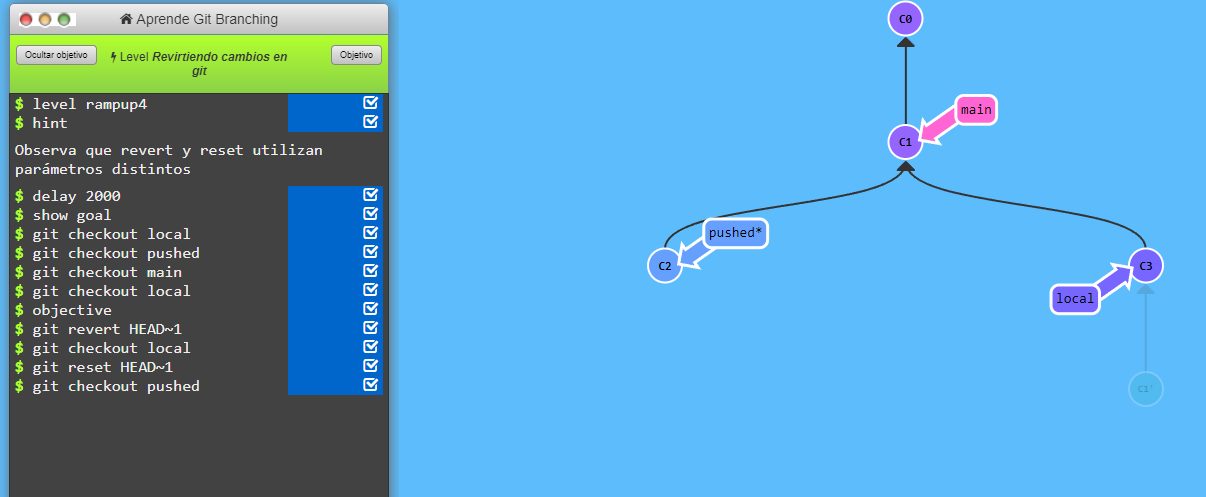 Aprende Git Branching
Ocultar objetivo
Level Revirtiendo cambios en
git
Objetivo
$ level rampup4
$ hint
Observa que revert y reset utilizan
parámetros distintos
$ delay 2000
$ show goal
$ git checkout local
$ git checkout pushed
$ git checkout main
$ git checkout local
$ objective
$ git revert HEAD~1
$ git checkout local
$ git reset HEAD~1
$ git checkout pushed
C0
main
C1
pushed*
C2
C3
local
C1'